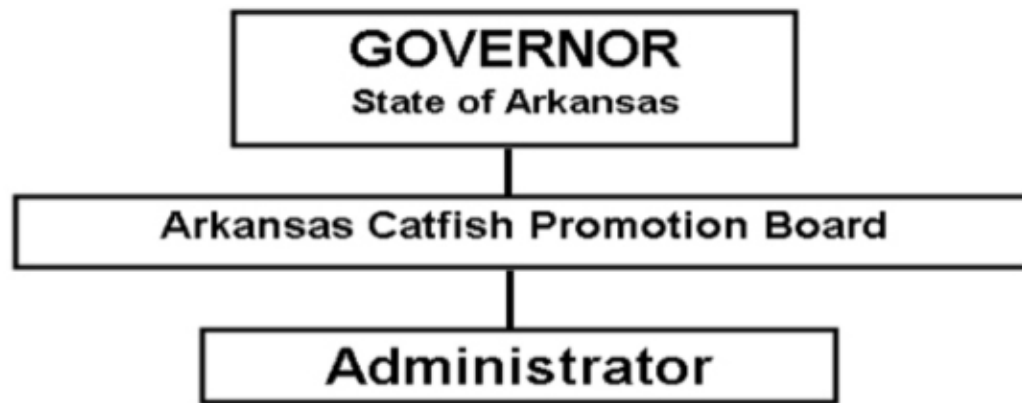 GOVERNOR
State of Arkansas
Arkansas Catfish Promotion Board
Administrator